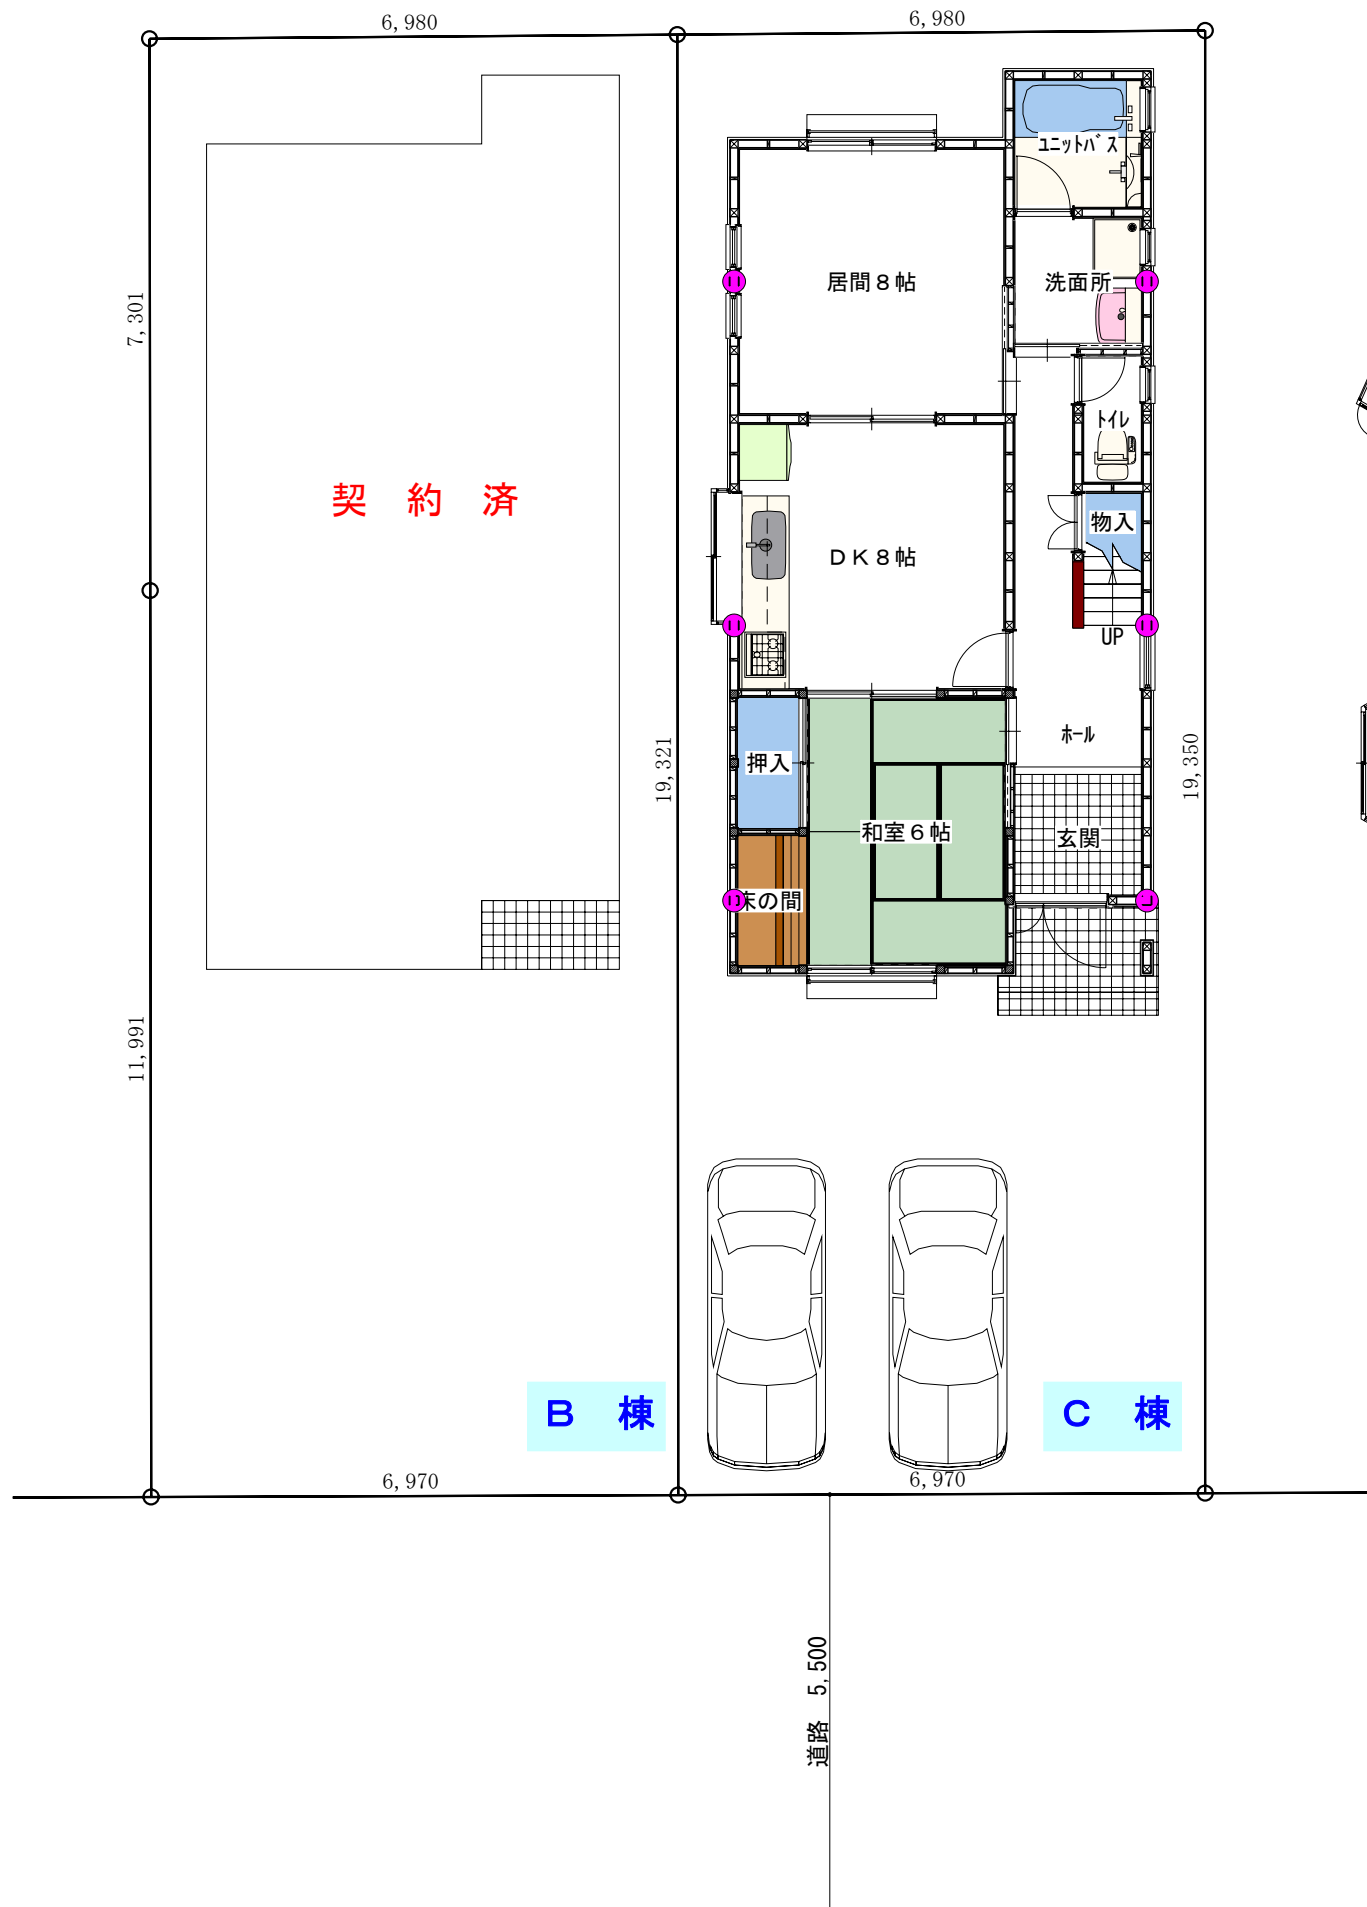 6,980
6,980
ユニットバス
居間８帖
洗面所
7,301
トイレ
契　約　済
物入
ＤＫ８帖
UP
ホール
押入
19,321
19,350
和室６帖
玄関
床の間
11,991
Ｂ　棟
Ｃ　棟
6,970
6,970
道路　5,500